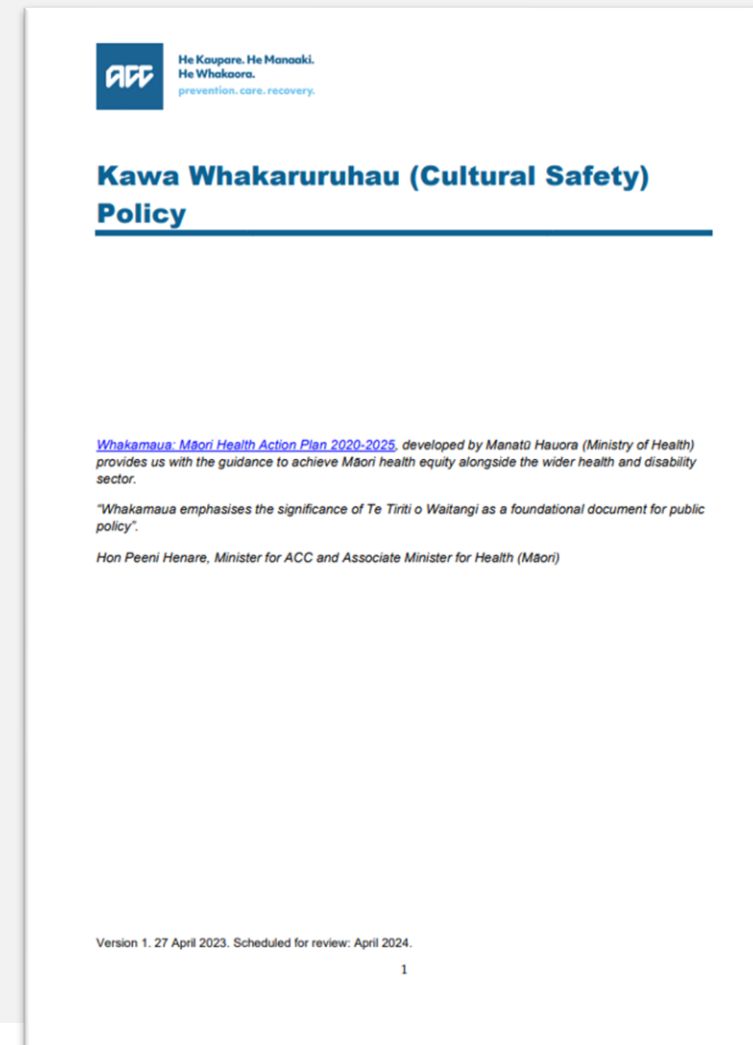 acc
He Kaupare. He Manaaki.
He Whakaora.
prevention. care. recovery.
Kawa Whakaruruhau (Cultural Safety)
Policy
Whakamaua: Māori Health Action Plan 2020-2025, developed by Manatū Hauora (Ministry of Health)
provides us with the guidance to achieve Māori health equity alongside the wider health and disability
sector.
“Whakamaua emphasises the significance of Te Tiriti o Waitangi as a foundational document for public
policy”.
Hon Peeni Henare, Minister for ACC and Associate Minister for Health (Māori)
Version 1. 27 April 2023. Scheduled for review: April 2024.
1